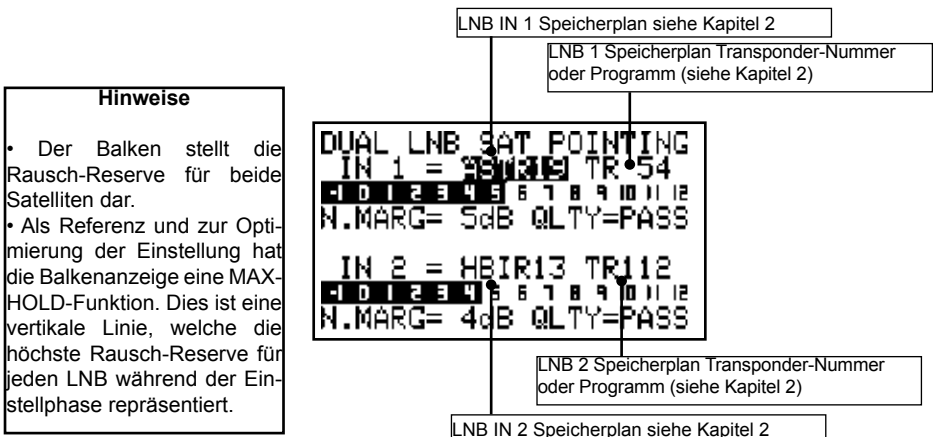 LNB IN 1 Speicherplan siehe Kapitel 2
LNB 1 Speicherplan Transponder-Nummer
oder Programm (siehe Kapitel 2)
Hinweise
• Der Balken stellt die
Rausch-Reserve für beide
Satelliten dar.
• Als Referenz und zur Opti-
mierung der Einstellung hat
die Balkenanzeige eine MAX-
HOLD-Funktion. Dies ist eine
vertikale Linie, welche die
höchste Rausch-Reserve für
jeden LNB während der Ein-
stellphase repräsentiert.
DUAL LNB SAT POINTING
IN 1 = TR 54
-1 0 1 2 3 4 5 6 7 8 9 10 11 12
N.MARG= 5dB QLTY=PASS
IN 2 = HBIR13 TR112
-1 0 1 2 3 4 5 6 7 8 9 10 11 12
N.MARG= 4dB QLTY=PASS
LNB 2 Speicherplan Transponder-Nummer
oder Programm (siehe Kapitel 2)
LNB IN 2 Speicherplan siehe Kapitel 2